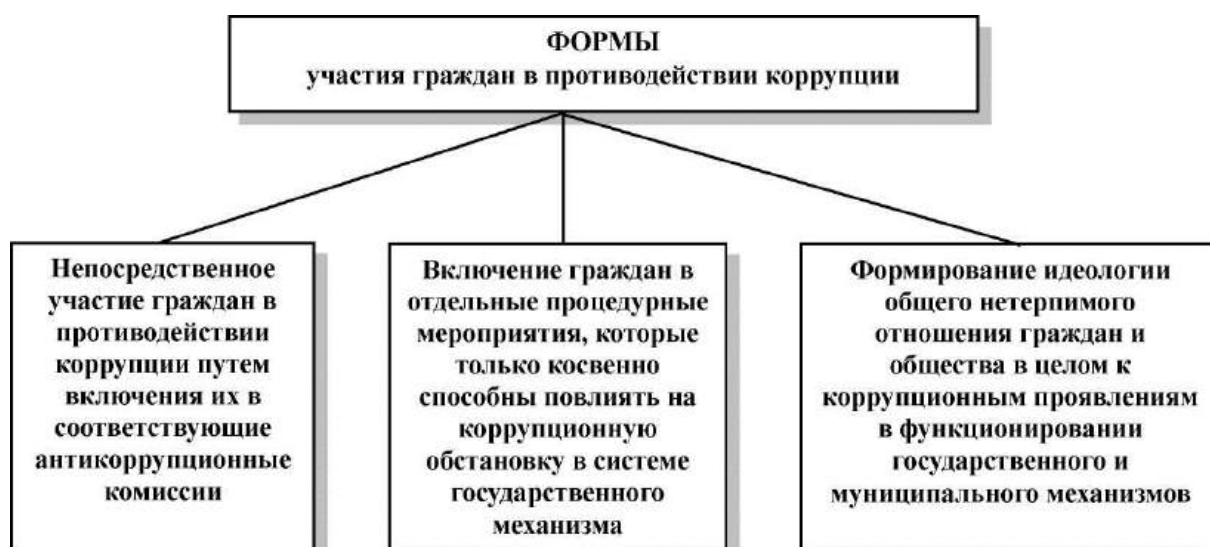 ФОРМЫ
участия граждан в противодействии коррупции
Непосредственное
участие граждан в
противодействии
коррупции путем
включения их в
соответствующие
антикоррупционные
комиссии
Включение граждан в
отдельные процедурные
мероприятия, которые
только косвенно
способны повлиять на
коррупционную
обстановку в системе
государственного
механизма
Формирование идеологии
общего нетерпимого
отношения граждан и
общества в целом к
коррупционным проявлениям
в функционировании
государственного и
муниципального механизмов